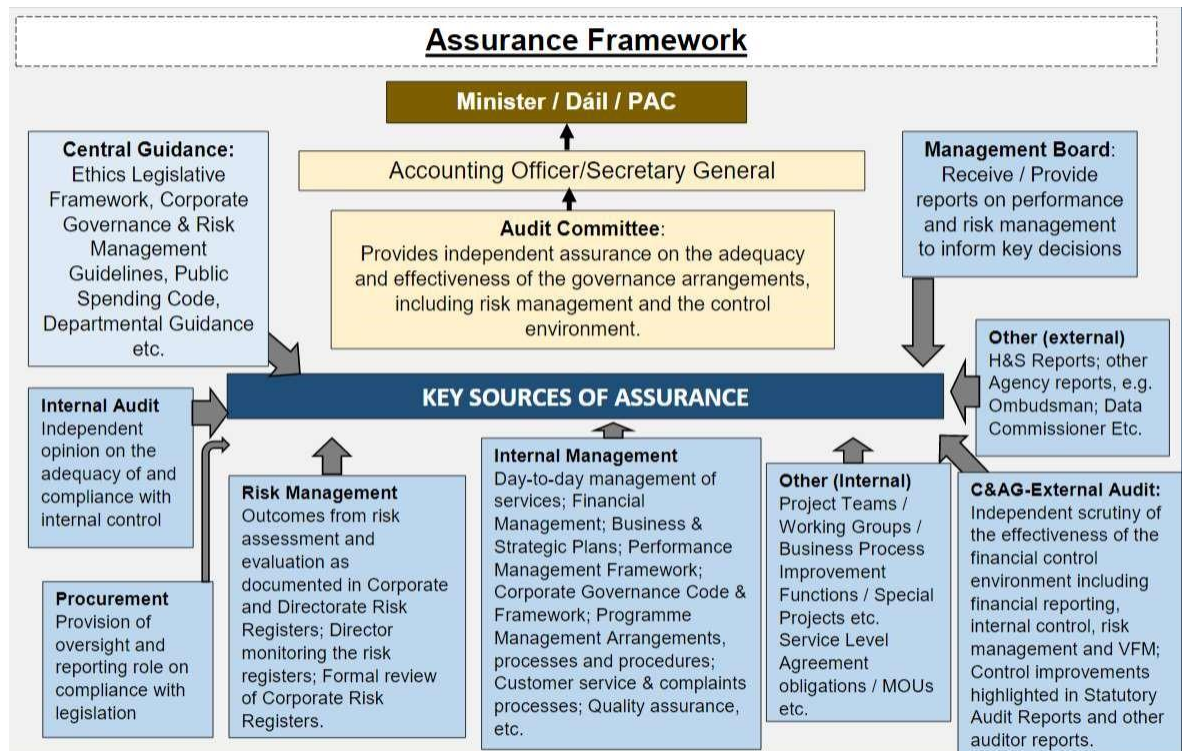 Assurance Framework
Minister / Dáil / PAC
Accounting Officer/Secretary General
Audit Committee:
Provides independent assurance on the adequacy
and effectiveness of the governance arrangements,
including risk management and the control
environment.
Central Guidance:
Ethics Legislative
Framework, Corporate
Governance & Risk
Management
Guidelines, Public
Spending Code,
Departmental Guidance
etc.
Management Board:
Receive / Provide
reports on performance
and risk management
to inform key decisions
KEY SOURCES OF ASSURANCE
Other (external)
H&S Reports; other
Agency reports, e.g.
Ombudsman; Data
Commissioner Etc.
Internal Audit
Independent
opinion on the
adequacy of and
compliance with
internal control
Procurement
Provision of
oversight and
reporting role on
compliance with
legislation
Risk Management
Outcomes from risk
assessment and
evaluation as
documented in Corporate
and Directorate Risk
Registers; Director
monitoring the risk
registers; Formal review
of Corporate Risk
Registers.
Internal Management
Day-to-day management of
services; Financial
Management; Business &
Strategic Plans; Performance
Management Framework;
Corporate Governance Code &
Framework; Programme
Management Arrangements,
processes and procedures;
Customer service & complaints
processes; Quality assurance,
etc.
Other (Internal)
Project Teams /
Working Groups /
Business Process
Improvement
Functions / Special
Projects etc.
Service Level
Agreement
obligations / MOUs
etc.
C&AG-External Audit:
Independent scrutiny of
the effectiveness of the
financial control
environment including
financial reporting,
internal control, risk
management and VFM;
Control improvements
highlighted in Statutory
Audit Reports and other
auditor reports.